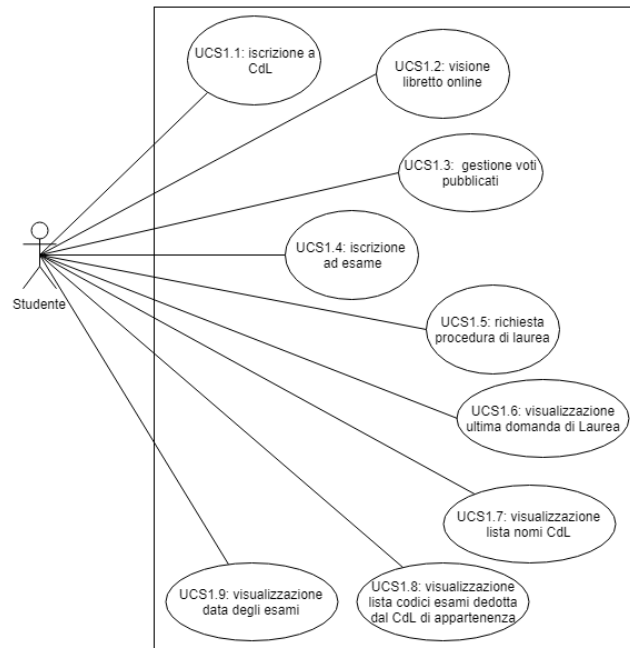 UCS1.1: iscrizione a
CdL
UCS1.2: visione
libretto online
UCS1.3: gestione voti
pubblicati
UCS1.4: iscrizione
ad esame
Studente
UCS1.5: richiesta
procedura di laurea
UCS1.6: visualizzazione
ultima domanda di Laurea
UCS1.7: visualizzazione
lista nomi CdL
UCS1.8: visualizzazione
lista codici esami dedotta
dal CdL di appartenenza
UCS1.9: visualizzazione
data degli esami